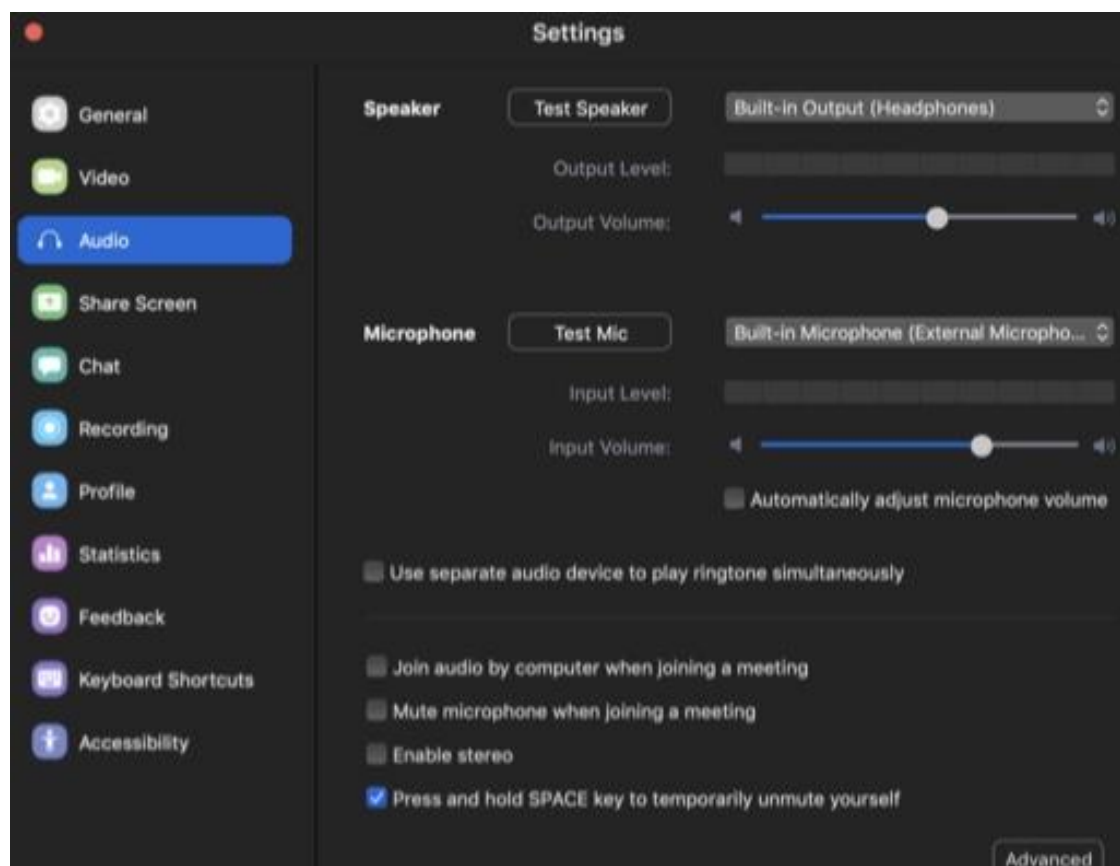 Settings
General
Video
Audio
Share Screen
Chat
Recording
Profile
Statistics
Feedback
Keyboard Shortcuts
Accessibility
Speaker Test Speaker Built-in Output (Headphones)
Output Level:
Output Volume:
Microphone Test Mic Built-in Microphone (External Micropho...
Input Level:
Input Volume:
Automatically adjust microphone volume
Use separate audio device to play ringtone simultaneously
Join audio by computer when joining a meeting
Mute microphone when joining a meeting
Enable stereo
Press and hold SPACE key to temporarily unmute yourself
Advanced